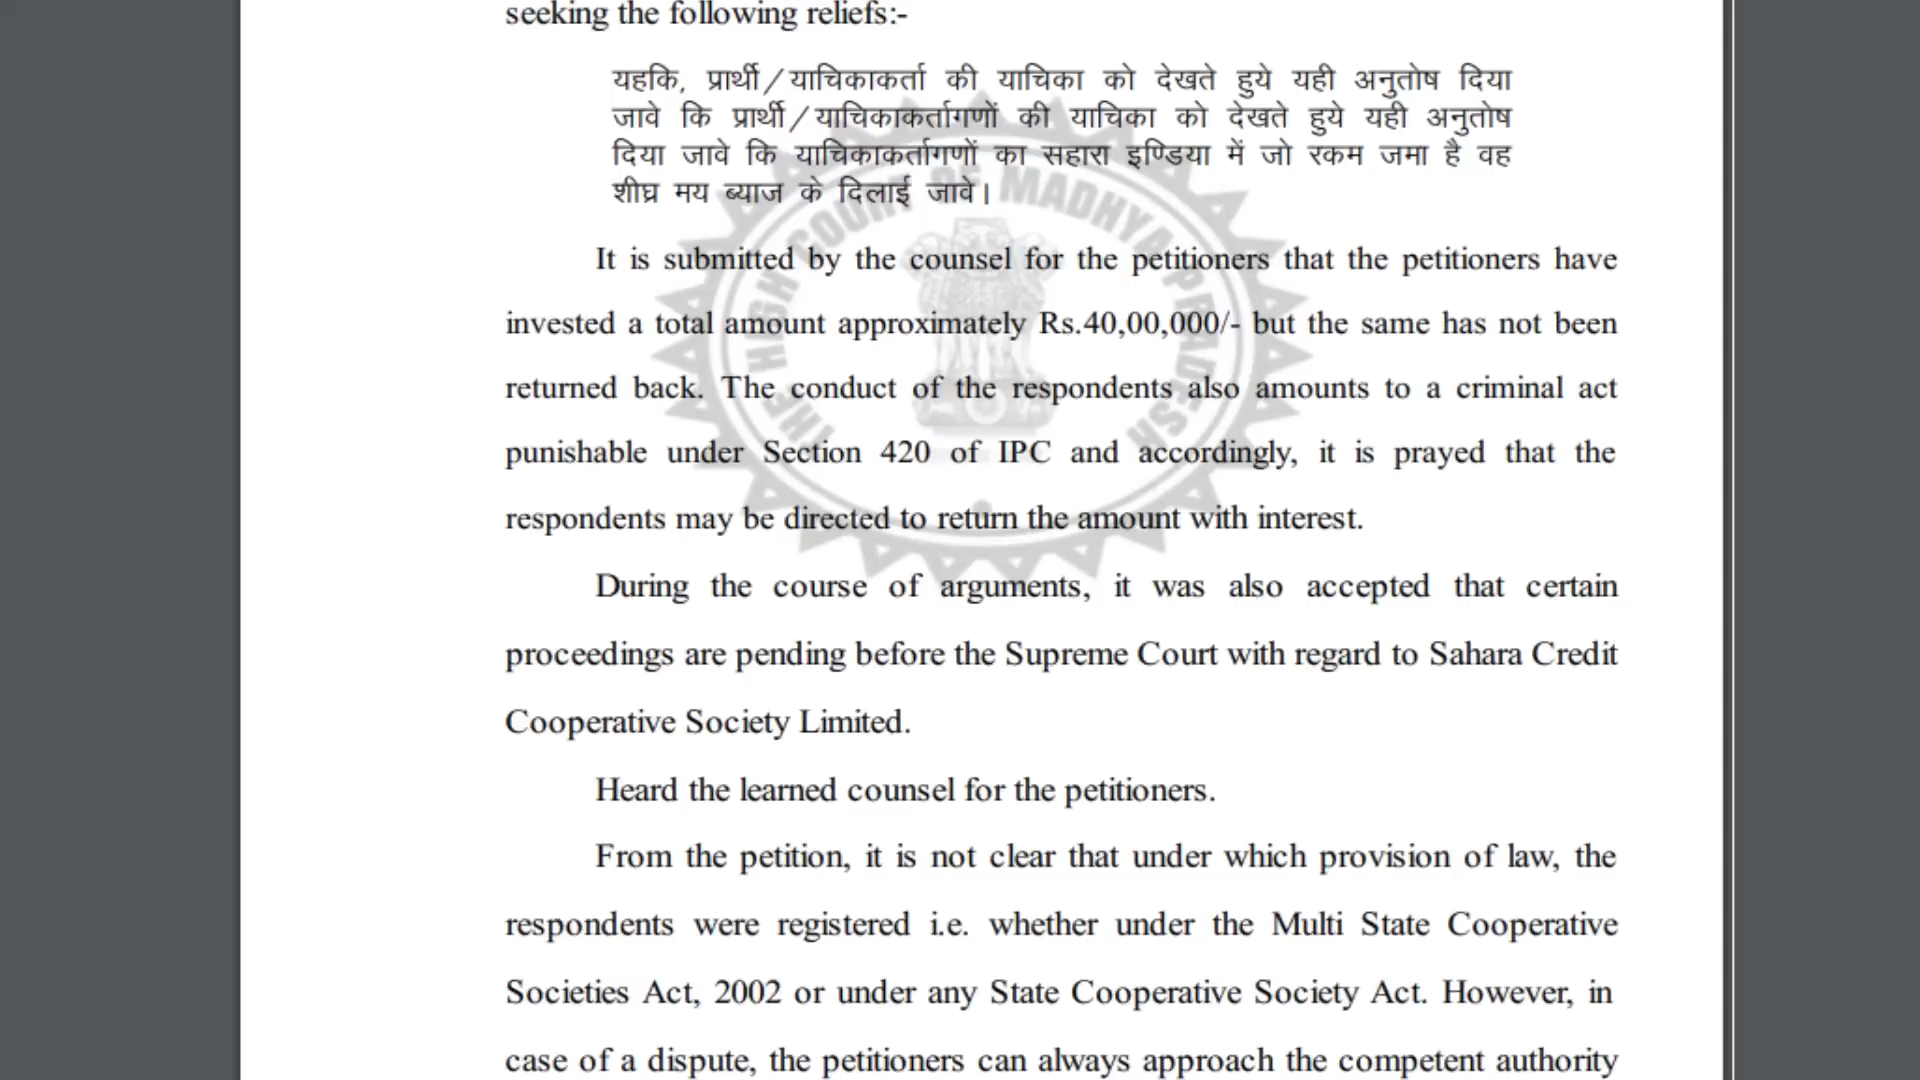 seeking the following reliefs:-
यहकि, प्रार्थी/याचिकाकर्ता की याचिका को देखते हुये यही अनुतोष दिया
जावे कि प्रार्थी/याचिकाकर्तागणों की याचिका को देखते हुये यही अनुतोष
दिया जावे कि याचिकाकर्तागणों का सहारा इण्डिया में जो रकम जमा है वह
शीघ्र मय ब्याज के दिलाई जावे।
It is submitted by the counsel for the petitioners that the petitioners have
invested a total amount approximately Rs.40,00,000/- but the same has not been
returned back. The conduct of the respondents also amounts to a criminal act
punishable under Section 420 of IPC and accordingly, it is prayed that the
respondents may be directed to return the amount with interest.
During the course of arguments, it was also accepted that certain
proceedings are pending before the Supreme Court with regard to Sahara Credit
Cooperative Society Limited.
Heard the learned counsel for the petitioners.
From the petition, it is not clear that under which provision of law, the
respondents were registered i.e. whether under the Multi State Cooperative
Societies Act, 2002 or under any State Cooperative Society Act. However, in
case of a dispute, the petitioners can always approach the competent authority
THE HIGH COURT OF MADHYA PRADESH